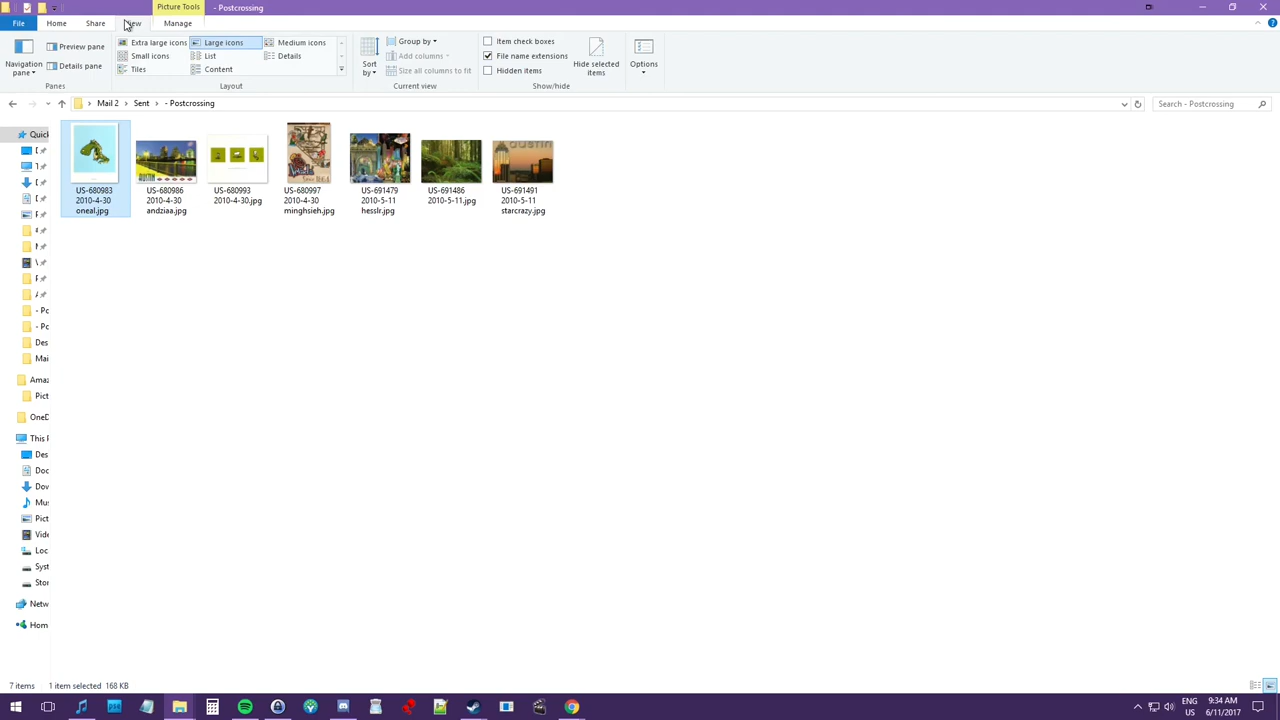 Picture Tools
- Postcrossing
File
Home
Share
View
Manage
Navigation pane
Preview pane
Details pane
Panes
Extra large icons
Large icons
Medium icons
Small icons
List
Details
Tiles
Content
Layout
Sort by
Group by
Add columns
Size all columns to fit
Current view
Item check boxes
File name extensions
Hidden items
Hide selected items
Show/hide
Options
Mail 2
Sent
- Postcrossing
Search - Postcrossing
Quick
- Po
- Po
Des
Mai
Amaz
Pict
OneD
This P
Des
Doc
Dov
Mus
Pict
Vide
Loc
Syst
Stor
Netw
Hom
AUSTIN
AUSTIN
US-680983
2010-4-30
oneal.jpg
US-680986
2010-4-30
andziaa.jpg
US-680993
2010-4-30.jpg
US-680997
2010-4-30
minghsieh.jpg
US-691479
2010-5-11
hesslr.jpg
US-691486
2010-5-11.jpg
US-691491
2010-5-11
starcrazy.jpg
7 items
1 item selected 168 KB
ENG
US
9:34 AM
6/11/2017